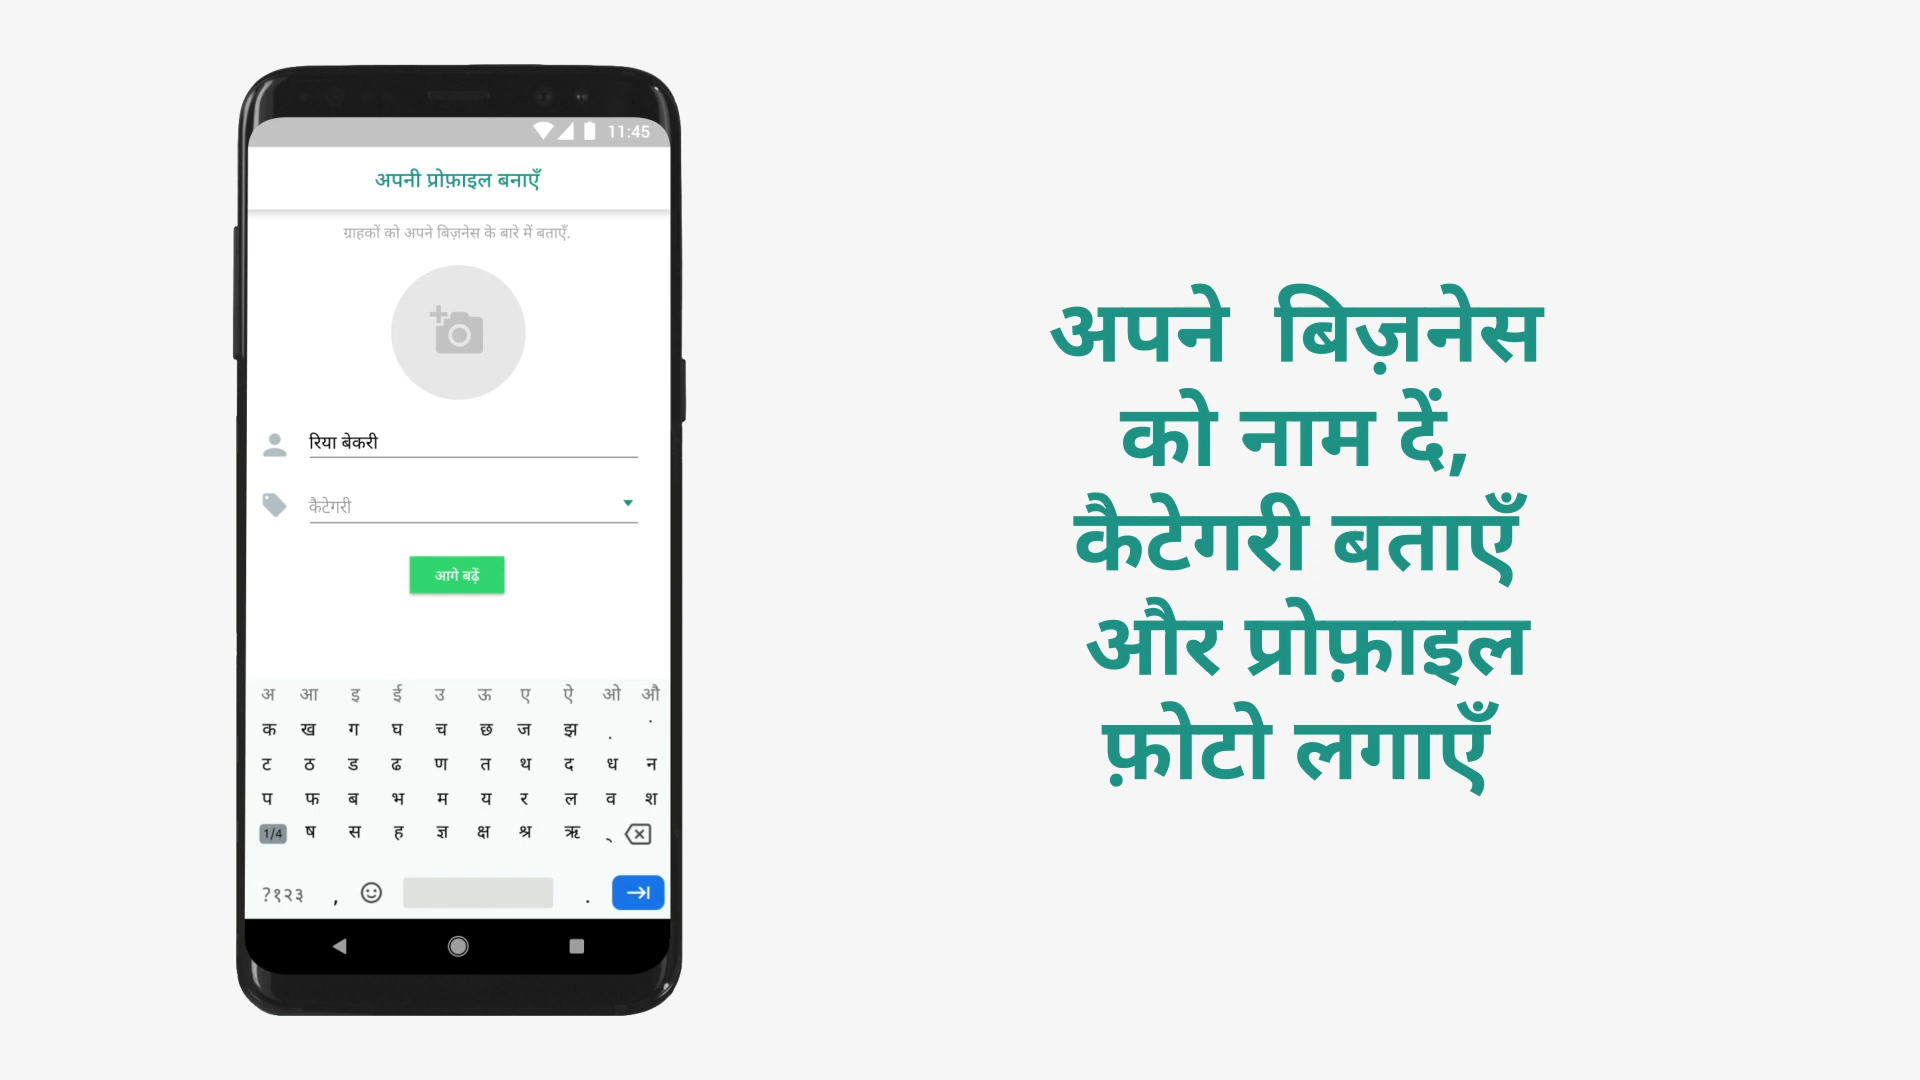 11:45
अपनी प्रोफ़ाइल बनाएँ
ग्राहकों को अपने बिज़नेस के बारे में बताएँ.
रिया बेकरी
कैटेगरी
आगे बढ़ें
अ आ इ ई उ ऊ ए ऐ ओ औ
क ख ग घ च छ ज झ . ˙
ट ठ ड ढ ण त थ द ध न
प फ ब भ म य र ल व श
1/4 ष स ह ज्ञ क्ष श्र ऋ ्
?१२३ , .
अपने बिज़नेस
को नाम दें,
कैटेगरी बताएँ
और प्रोफ़ाइल
फ़ोटो लगाएँ